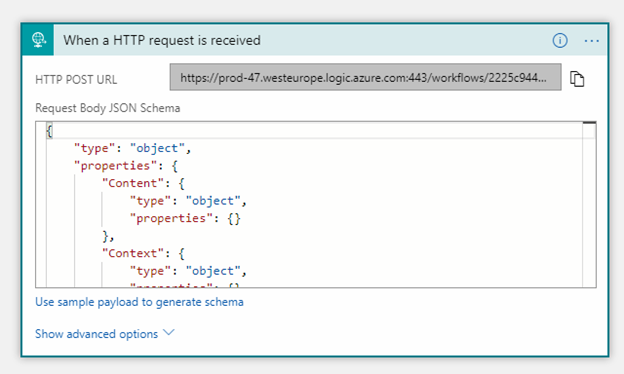 When a HTTP request is received
HTTP POST URL
https://prod-47.westeurope.logic.azure.com:443/workflows/2225c944...
Request Body JSON Schema
{
"type": "object",
"properties": {
"Content": {
"type": "object",
"properties": {}
},
"Context": {
"type": "object",
"properties": {}
Use sample payload to generate schema
Show advanced options